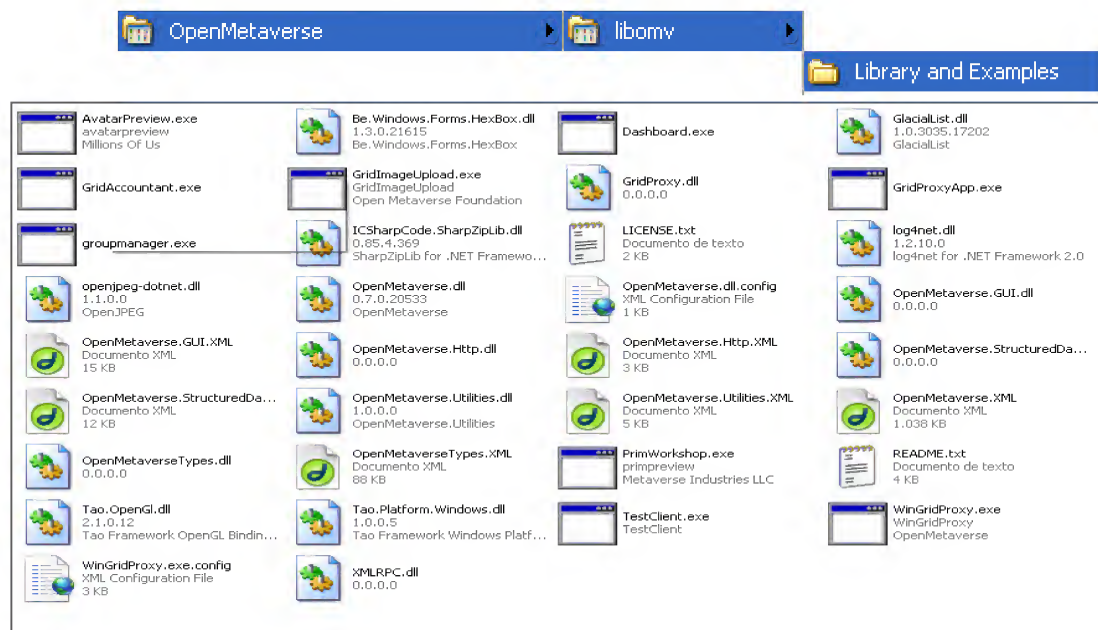 OpenMetaverse
libomv
Library and Examples
AvatarPreview.exe
avatarpreview
Millions Of Us
Be.Windows.Forms.HexBox.dll
1.3.0.21615
Be.Windows.Forms.HexBox
Dashboard.exe
GlacialList.dll
1.0.3035.17202
GlacialList
GridAccountant.exe
GridImageUpload.exe
GridImageUpload
Open Metaverse Foundation
GridProxy.dll
0.0.0.0
GridProxyApp.exe
groupmanager.exe
ICSharpCode.SharpZipLib.dll
0.85.4.369
SharpZipLib for .NET Framewo...
LICENSE.txt
Documento de texto
2 KB
log4net.dll
1.2.10.0
log4net for .NET Framework 2.0
openjpeg-dotnet.dll
1.1.0.0
OpenJPEG
OpenMetaverse.dll
0.7.0.20533
OpenMetaverse
OpenMetaverse.dll.config
XML Configuration File
1 KB
OpenMetaverse.GUI.dll
0.0.0.0
OpenMetaverse.GUI.XML
Documento XML
15 KB
OpenMetaverse.Http.dll
0.0.0.0
OpenMetaverse.Http.XML
Documento XML
3 KB
OpenMetaverse.StructuredDa...
0.0.0.0
OpenMetaverse.StructuredDa...
Documento XML
12 KB
OpenMetaverse.Utilities.dll
1.0.0.0
OpenMetaverse.Utilities
OpenMetaverse.Utilities.XML
Documento XML
5 KB
OpenMetaverse.XML
Documento XML
1.038 KB
OpenMetaverseTypes.dll
0.0.0.0
OpenMetaverseTypes.XML
Documento XML
88 KB
PrimWorkshop.exe
primpreview
Metaverse Industries LLC
README.txt
Documento de texto
4 KB
Tao.OpenGl.dll
2.1.0.12
Tao Framework OpenGL Bindin...
Tao.Platform.Windows.dll
1.0.0.5
Tao Framework Windows Platf...
TestClient.exe
TestClient
WinGridProxy.exe
WinGridProxy
OpenMetaverse
WinGridProxy.exe.config
XML Configuration File
3 KB
XMLRPC.dll
0.0.0.0